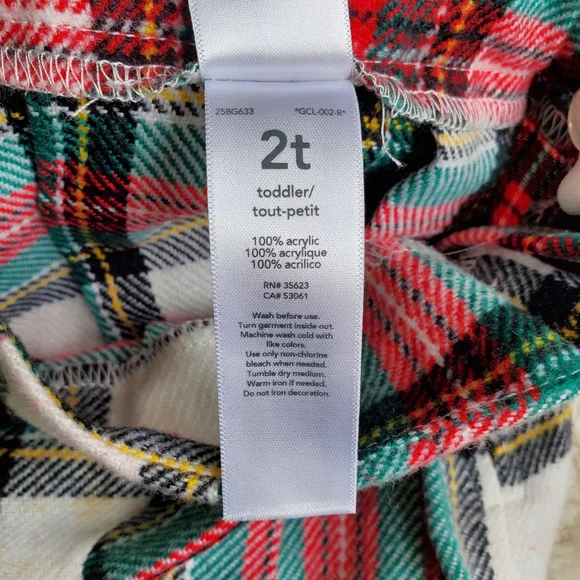 258G633 *GCL-002-R*
2t
toddler/
tout-petit
100% acrylic
100% acrylique
100% acrilico
RN# 35623
CA# 53061
Wash before use.
Turn garment inside out.
Machine wash cold with
like colors.
Use only non-chlorine
bleach when needed.
Tumble dry medium.
Warm iron if needed.
Do not iron decoration.